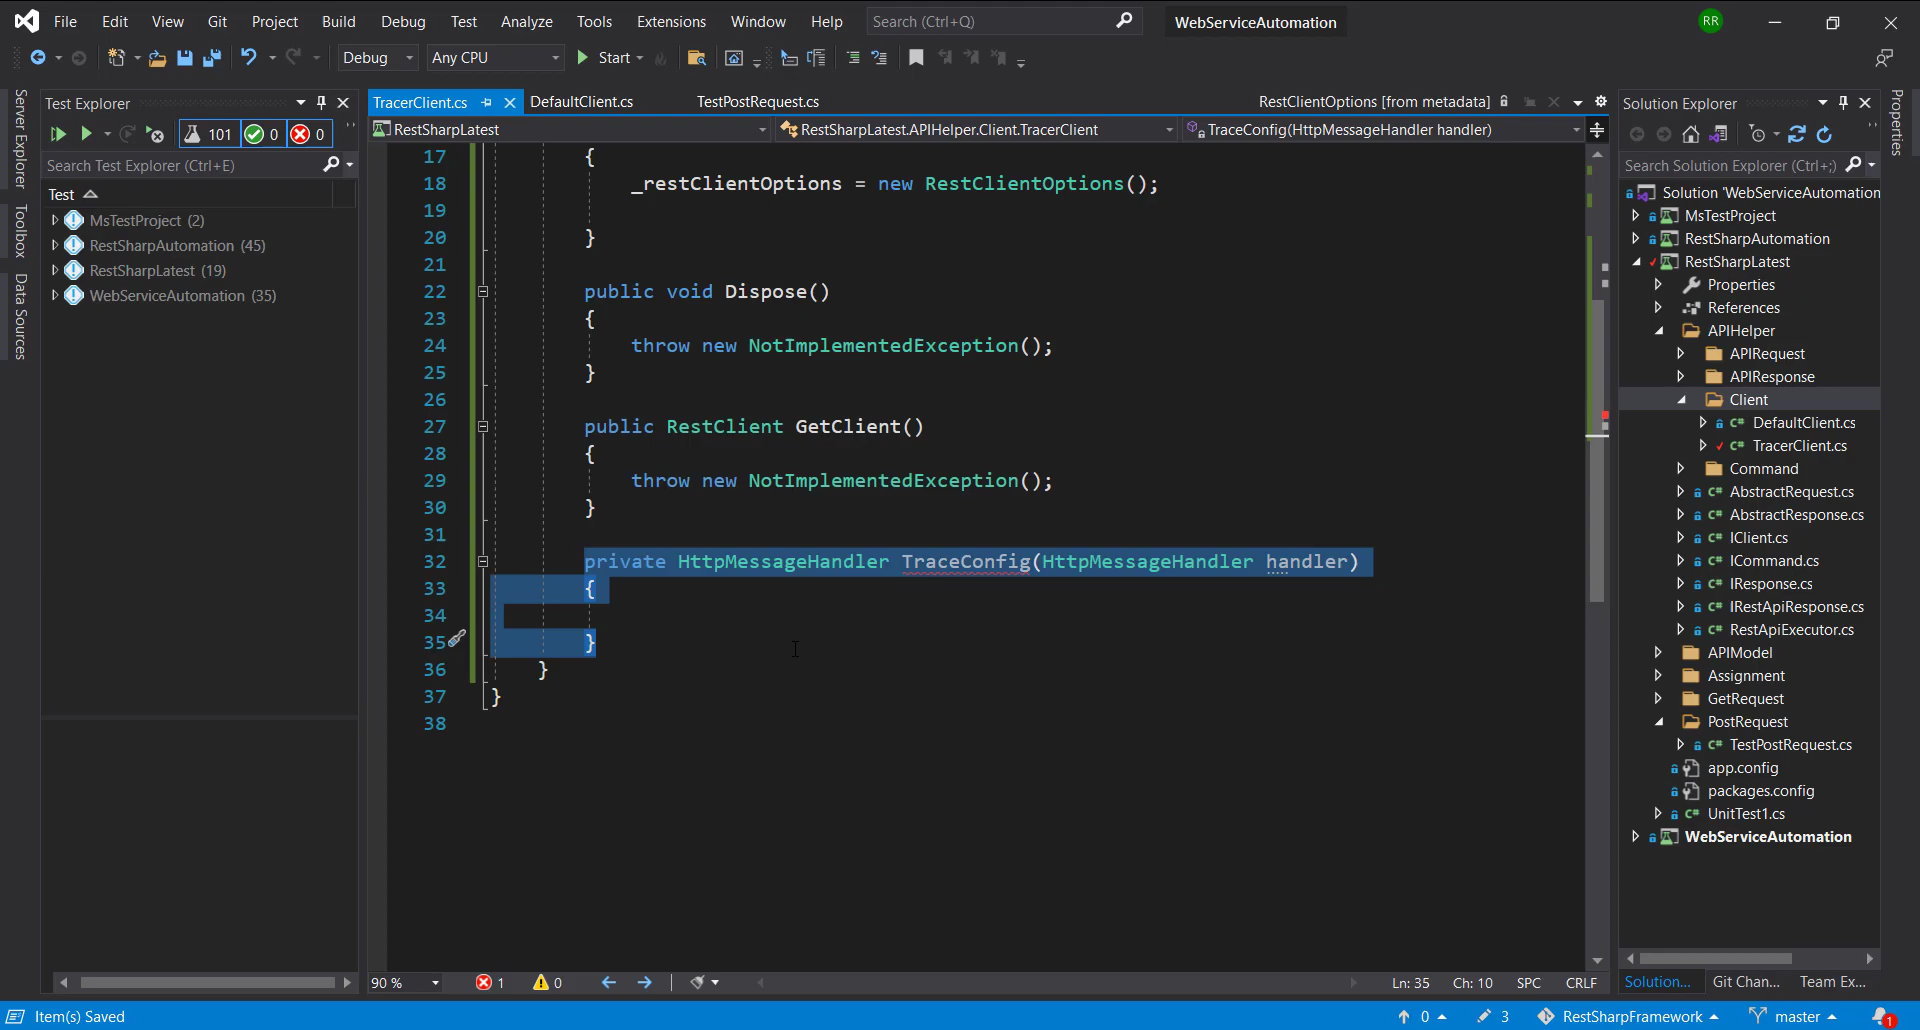 File Edit View Git Project Build Debug Test Analyze Tools Extensions Window Help Search (Ctrl+Q) WebServiceAutomation RR
Debug Any CPU Start
Server Explorer
Toolbox
Data Sources
Test Explorer
101 0 0
Search Test Explorer (Ctrl+E)
Test
MsTestProject (2)
RestSharpAutomation (45)
RestSharpLatest (19)
WebServiceAutomation (35)
TracerClient.cs DefaultClient.cs TestPostRequest.cs RestClientOptions [from metadata]
RestSharpLatest RestSharpLatest.APIHelper.Client.TracerClient TraceConfig(HttpMessageHandler handler)
17 {
18 _restClientOptions = new RestClientOptions();
19
20 }
21
22 public void Dispose()
23 {
24 throw new NotImplementedException();
25 }
26
27 public RestClient GetClient()
28 {
29 throw new NotImplementedException();
30 }
31
32 private HttpMessageHandler TraceConfig(HttpMessageHandler handler)
33 {
34
35 }
36 }
37 }
38
90 % 1 0 Ln: 35 Ch: 10 SPC CRLF
Solution Explorer
Search Solution Explorer (Ctrl+;)
Solution 'WebServiceAutomation
MsTestProject
RestSharpAutomation
RestSharpLatest
Properties
References
APIHelper
APIRequest
APIResponse
Client
DefaultClient.cs
TracerClient.cs
Command
AbstractRequest.cs
AbstractResponse.cs
IClient.cs
ICommand.cs
IResponse.cs
IRestApiResponse.cs
RestApiExecutor.cs
APIModel
Assignment
GetRequest
PostRequest
TestPostRequest.cs
app.config
packages.config
UnitTest1.cs
WebServiceAutomation
Solution... Git Chan... Team Ex...
Properties
Item(s) Saved 0 3 RestSharpFramework master 1